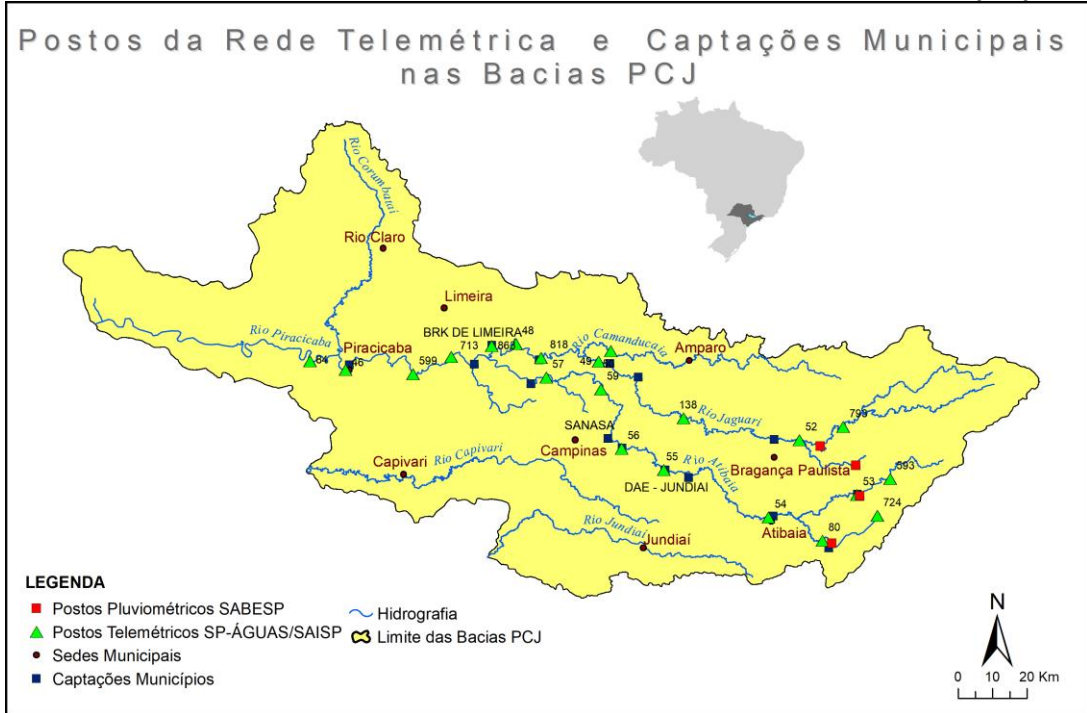 Postos da Rede Telemétrica e Captações Municipais
nas Bacias PCJ
Rio Corumbataí
Rio Claro
Limeira
BRK DE LIMEIRA
48
Rio Piracicaba
Piracicaba
713
818
Rio Camanducaia
Amparo
84
46
599
57
49
59
138
Rio Jaguari
52
799
SANASA
Campinas
56
Rio Capivari
Capivari
55
Rio Atibaia
Bragança Paulista
593
DAE - JUNDIAI
53
724
54
Atibaia
80
Rio Jundiaí
Jundiaí
LEGENDA
Postos Pluviométricos SABESP
Postos Telemétricos SP-ÁGUAS/SAISP
Sedes Municipais
Captações Municípios
Hidrografia
Limite das Bacias PCJ
N
0 10 20 Km